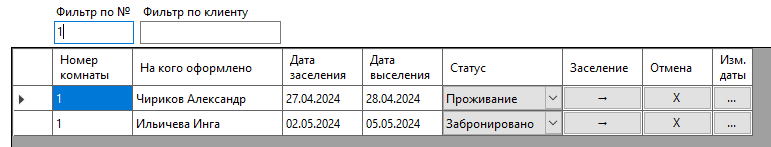 Фильтр по № Фильтр по клиенту
1
Номер комнаты На кого оформлено Дата заселения Дата выселения Статус Заселение Отмена Изм. даты
1 Чириков Александр 27.04.2024 28.04.2024 Проживание → X ...
1 Ильичева Инга 02.05.2024 05.05.2024 Забронировано → X ...